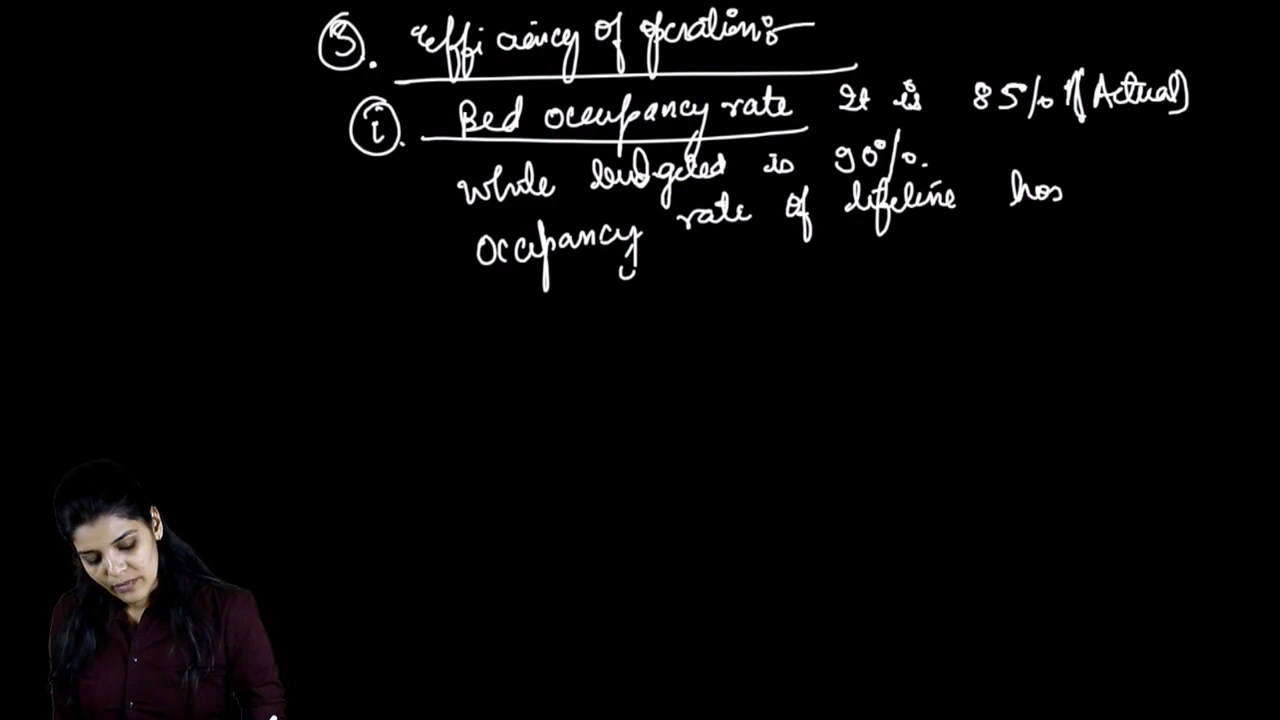 ③. Efficiency of operations
ⓘ. Bed occupancy rate It is 85% (Actual)
while budgeted is 90%.
Occupancy rate of lifeline hos